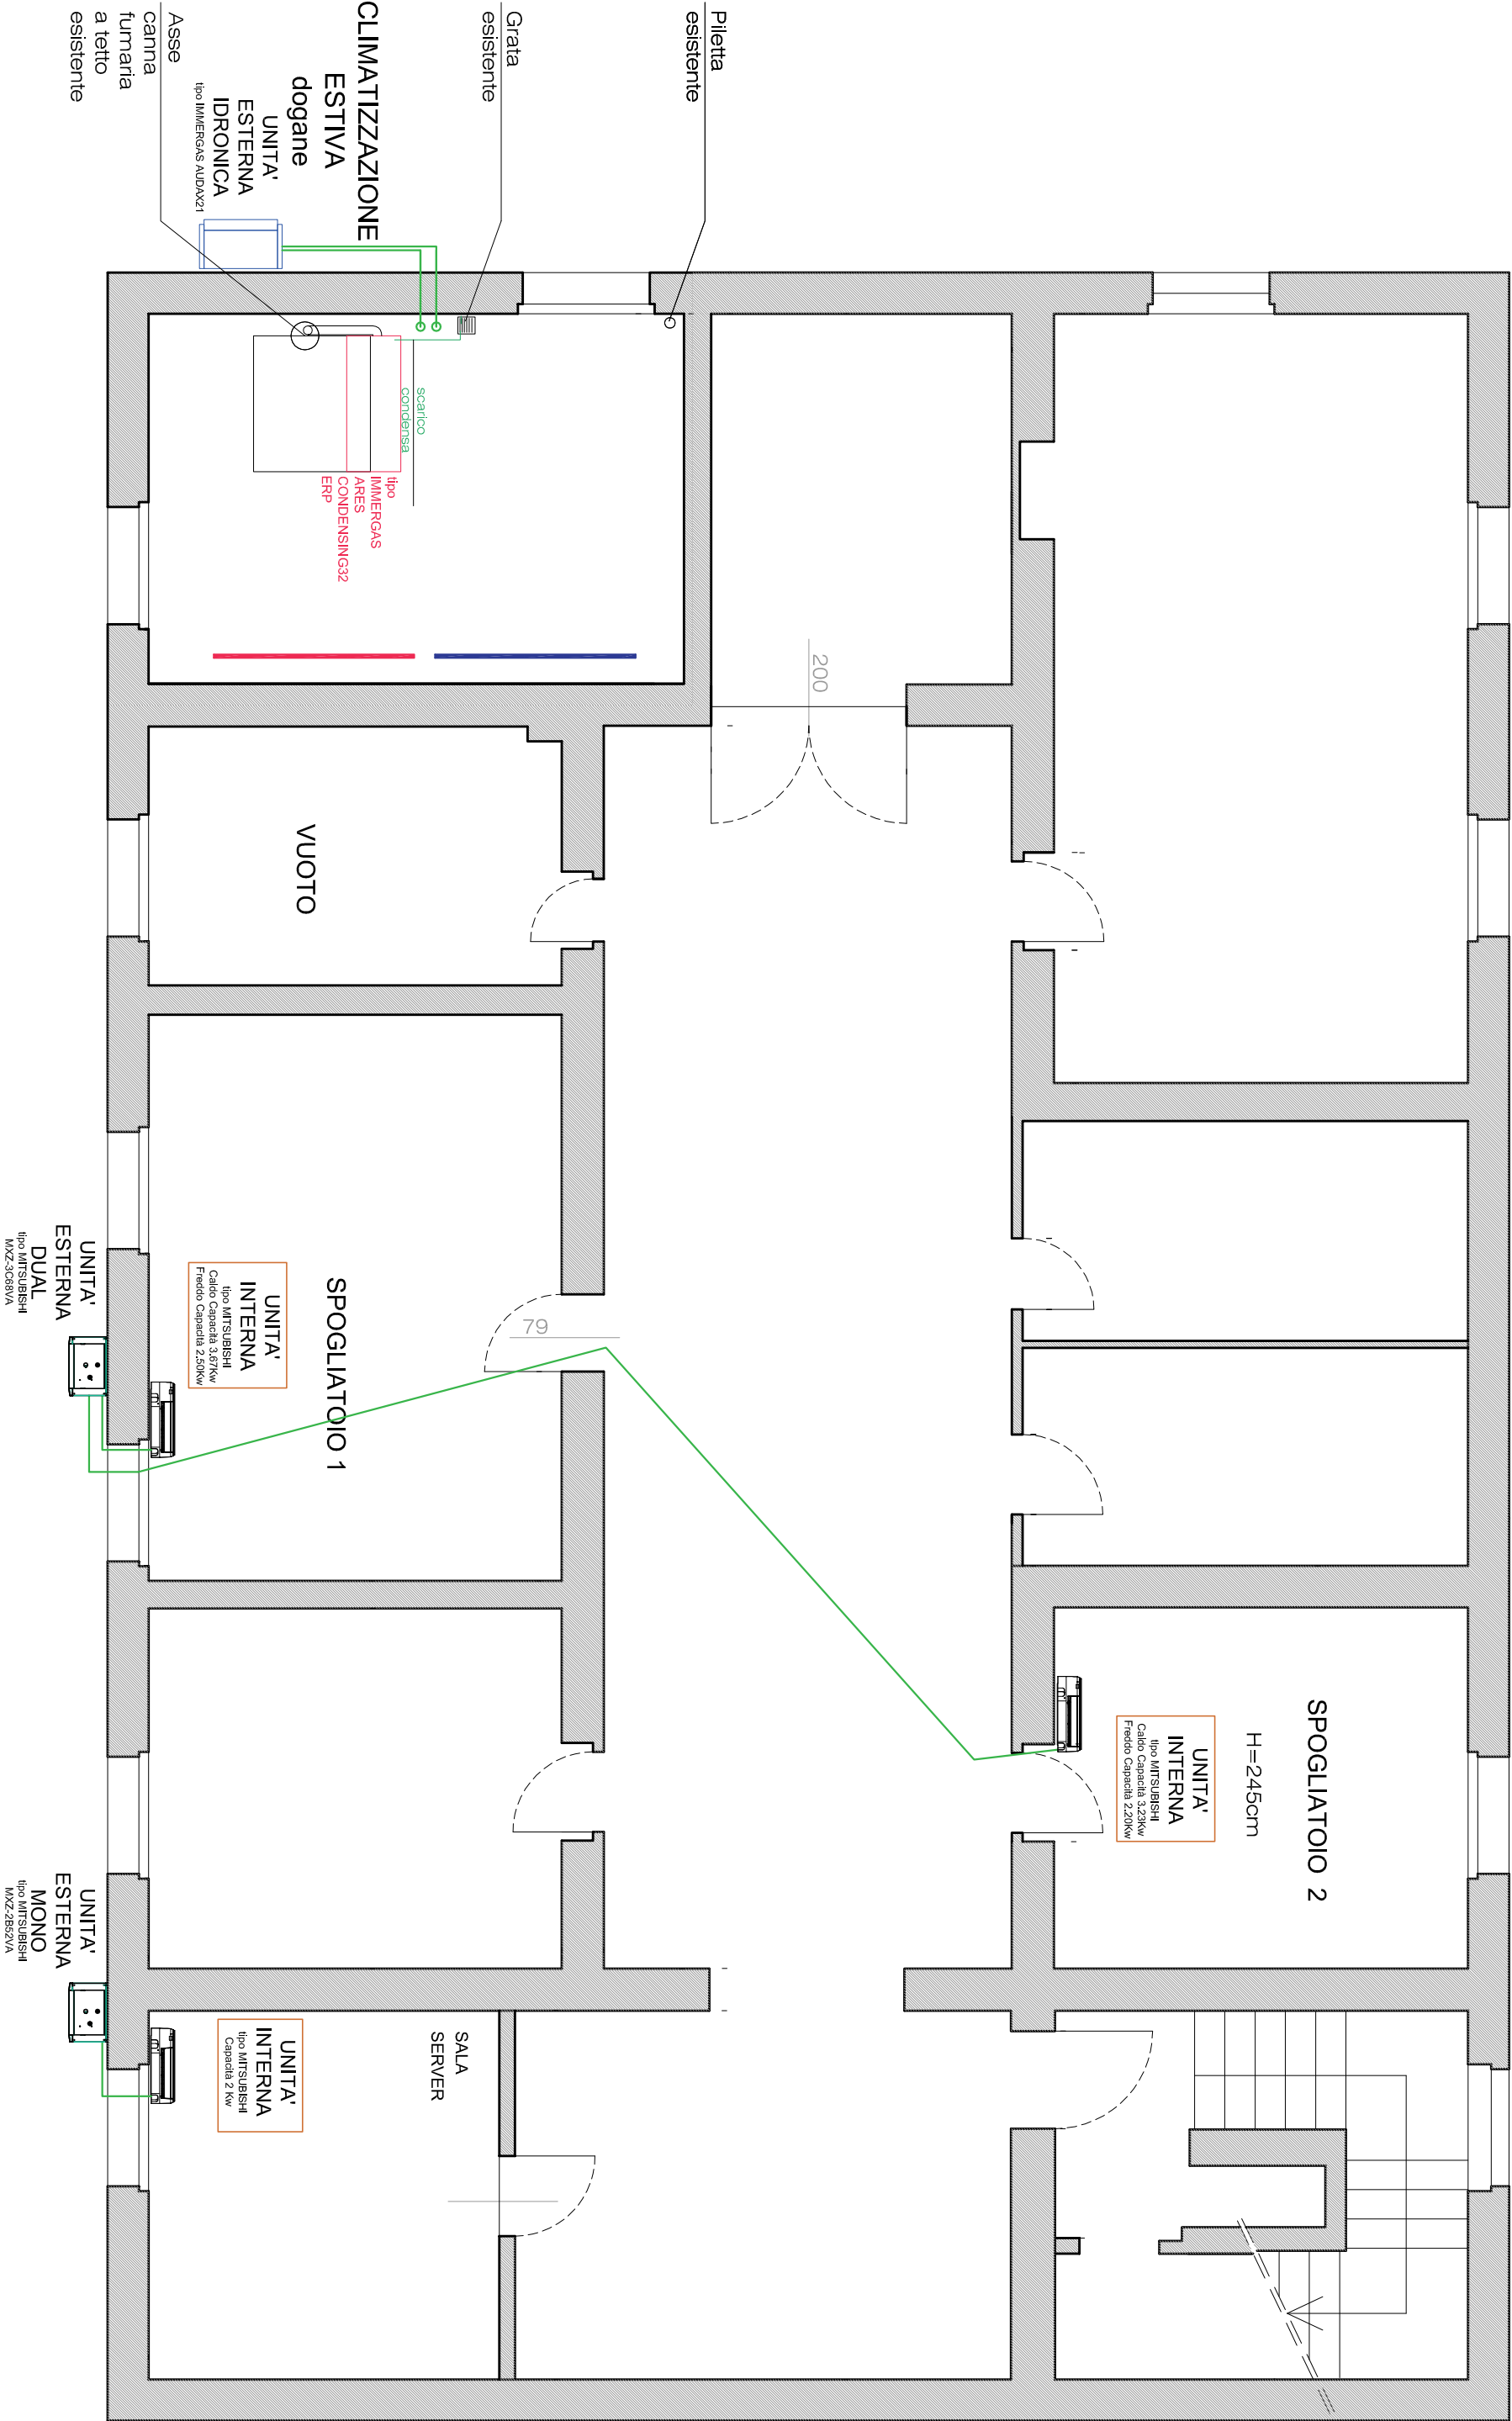 Piletta
esistente
Grata
esistente
CLIMATIZZAZIONE
ESTIVA
dogane
UNITA'
ESTERNA
IDRONICA
tipo IMMERGAS AUDAX21
Asse
canna
fumaria
a tetto
esistente
scarico
condensa
tipo
IMMERGAS
ARES
CONDENSING32
ERP
200
VUOTO
79
SPOGLIATOIO 1
UNITA'
INTERNA
tipo MITSUBISHI
Caldo Capacità 3.67Kw
Freddo Capacità 2.50Kw
UNITA'
ESTERNA
DUAL
tipo MITSUBISHI
MXZ-3C68VA
SPOGLIATOIO 2
H=245cm
UNITA'
INTERNA
tipo MITSUBISHI
Caldo Capacità 3.23Kw
Freddo Capacità 2.20Kw
SALA
SERVER
UNITA'
INTERNA
tipo MITSUBISHI
Capacità 2 Kw
UNITA'
ESTERNA
MONO
tipo MITSUBISHI
MXZ-2B52VA